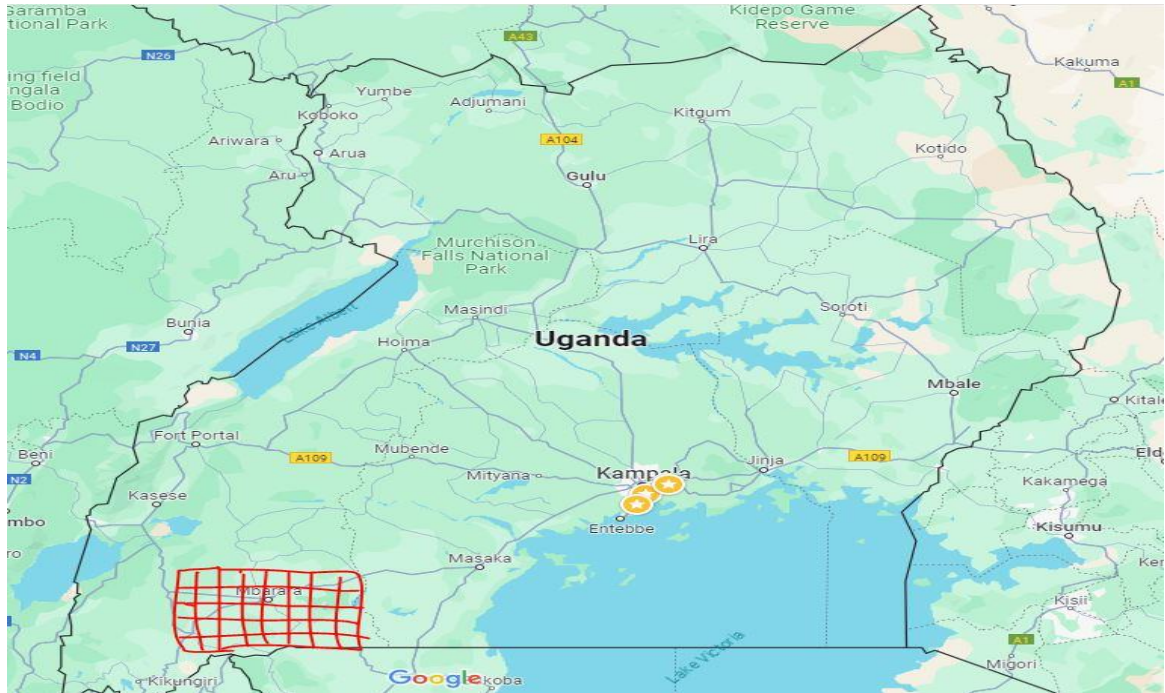 Garamba
tional Park
Kidepo Game
Reserve
A43
N26
Kakuma
A1
ing field
ngala
Bodio
Yumbe
Adjumani
Koboko
Kitgum
Ariwara
Arua
A104
Kotido
Aru
Gulu
Murchison
Falls National
Park
Lira
Lake Albert
Masindi
Soroti
Bunia
N27
N4
Hoima
Uganda
Mbale
Kitale
Fort Portal
A109
Mubende
Beni
N2
Mityana
Kampala
Jinja
A109
Eld
Kasese
Kakamega
mbo
Entebbe
Kisumu
ro
Masaka
Ker
Mbarara
Kisii
A1
Lake Victoria
Migori
Kikungiri
Google
koba